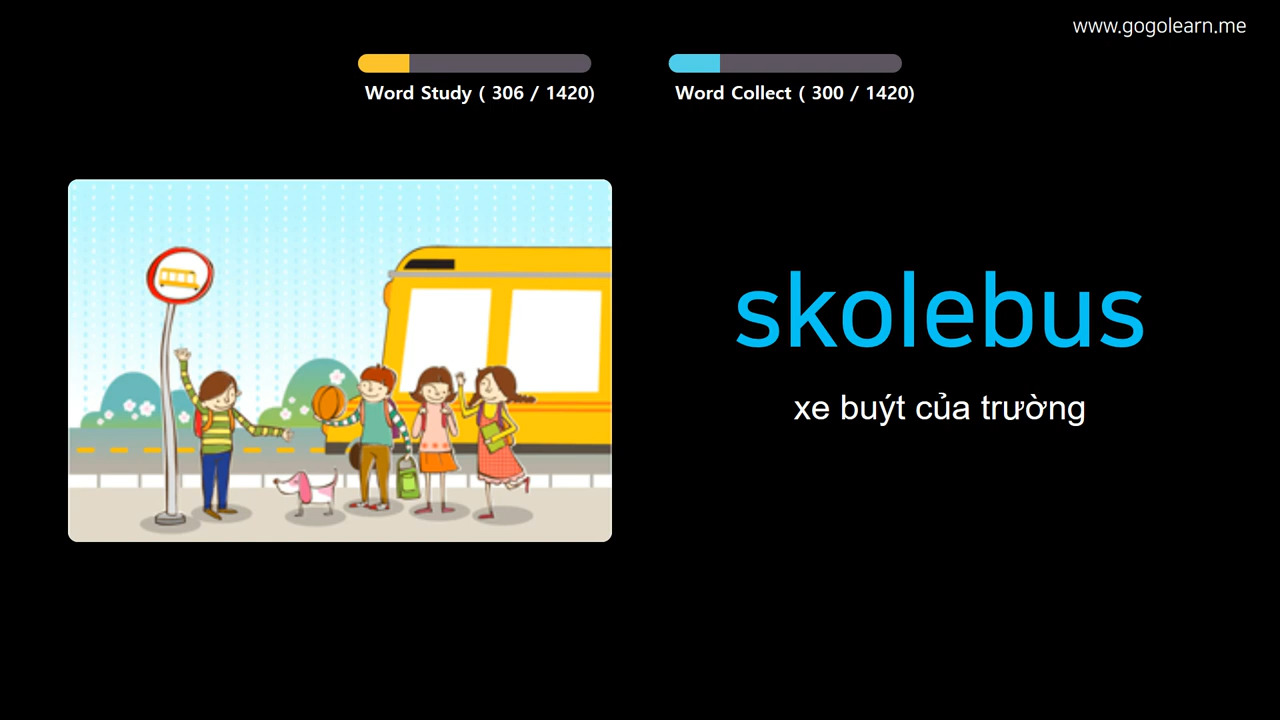 www.gogolearn.me
Word Study ( 306 / 1420)
Word Collect ( 300 / 1420)
skolebus
xe buýt của trường